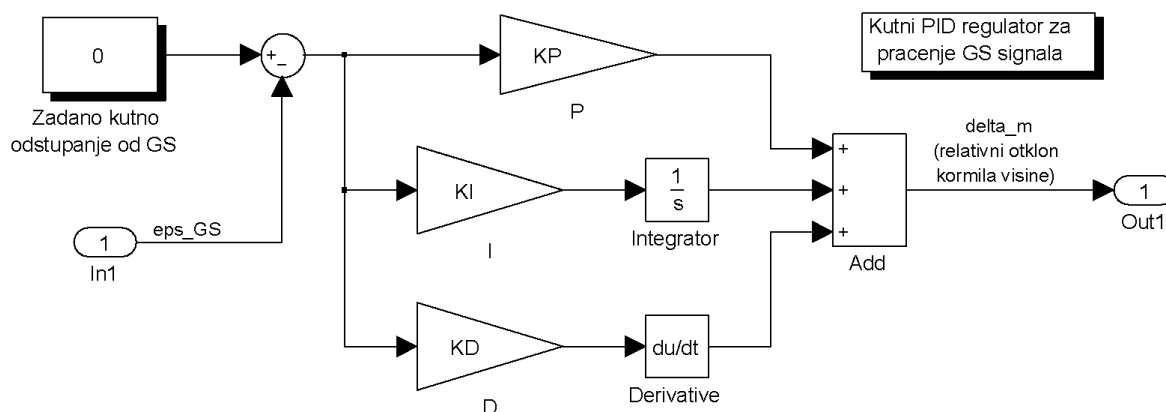 0
Zadano kutno
odstupanje od GS
+
−
1
In1
eps_GS
KP
P
KI
I
1
s
Integrator
KD
D
du/dt
Derivative
+
+
+
Add
Kutni PID regulator za
pracenje GS signala
delta_m
(relativni otklon
kormila visine)
1
Out1